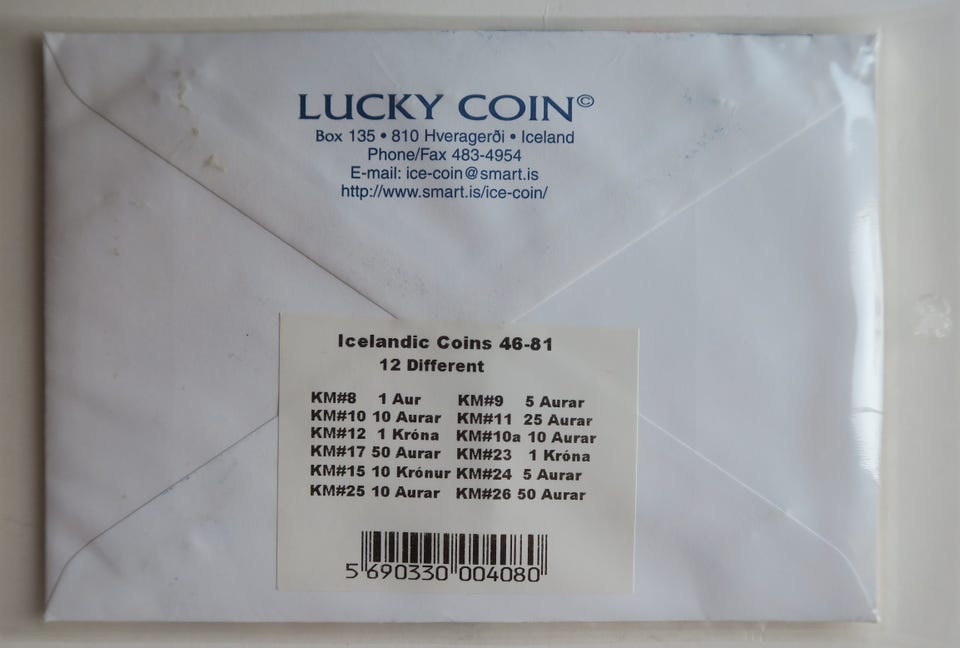 LUCKY COIN©
Box 135 • 810 Hveragerði • Iceland
Phone/Fax 483-4954
E-mail: ice-coin@smart.is
http://www.smart.is/ice-coin/
Icelandic Coins 46-81
12 Different
KM#8 1 Aur KM#9 5 Aurar
KM#10 10 Aurar KM#11 25 Aurar
KM#12 1 Króna KM#10a 10 Aurar
KM#17 50 Aurar KM#23 1 Króna
KM#15 10 Krónur KM#24 5 Aurar
KM#25 10 Aurar KM#26 50 Aurar
5 690330 004080